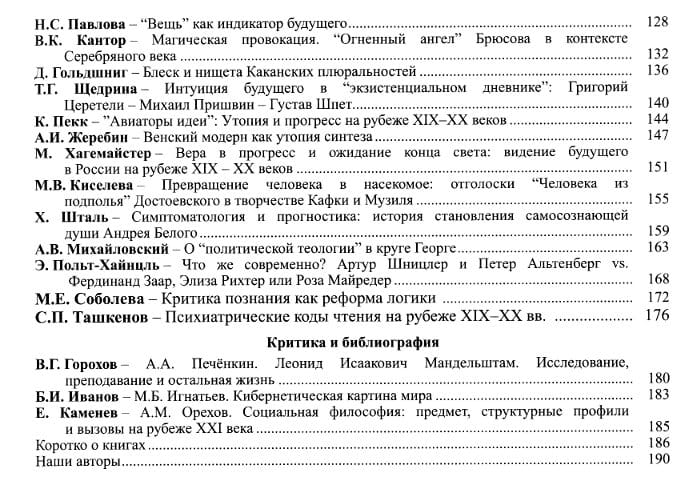 Н.С. Павлова – “Вещь” как индикатор будущего 128
В.К. Кантор – Магическая провокация. “Огненный ангел” Брюсова в контексте
Серебряного века 132
Д. Гольдшниг – Блеск и нищета Каканских плюральностей 136
Т.Г. Щедрина – Интуиция будущего в “экзистенциальном дневнике”: Григорий
Церетели – Михаил Пришвин – Густав Шпет 140
К. Пекк – ”Авиаторы идеи”: Утопия и прогресс на рубеже XIX–XX веков 144
А.И. Жеребин – Венский модерн как утопия синтеза 147
М. Хагемайстер – Вера в прогресс и ожидание конца света: видение будущего
в России на рубеже XIX – XX веков 151
М.В. Киселева – Превращение человека в насекомое: отголоски “Человека из
подполья” Достоевского в творчестве Кафки и Музиля 155
Х. Шталь – Симптоматология и прогностика: история становления самосознающей
души Андрея Белого 159
А.В. Михайловский – О “политической теологии” в круге Георге 163
Э. Польт-Хайнцль – Что же современно? Артур Шницлер и Петер Альтенберг vs.
Фердинанд Заар, Элиза Рихтер или Роза Майредер 168
М.Е. Соболева – Критика познания как реформа логики 172
С.П. Ташкенов – Психиатрические коды чтения на рубеже XIX–XX вв. 176
Критика и библиография
В.Г. Горохов – А.А. Печёнкин. Леонид Исаакович Мандельштам. Исследование,
преподавание и остальная жизнь 180
Б.И. Иванов – М.Б. Игнатьев. Кибернетическая картина мира 183
Е. Каменев – А.М. Орехов. Социальная философия: предмет, структурные профили
и вызовы на рубеже XXI века 185
Коротко о книгах 186
Наши авторы 190